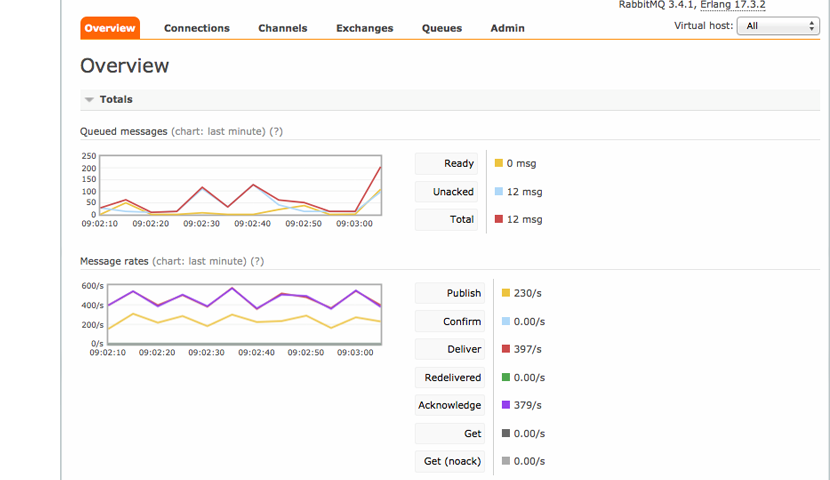 RabbitMQ 3.4.1, Erlang 17.3.2
Overview Connections Channels Exchanges Queues Admin Virtual host: All
Overview
Totals
Queued messages (chart: last minute) (?)
250
200
150
100
50
0
09:02:10 09:02:20 09:02:30 09:02:40 09:02:50 09:03:00
Ready 0 msg
Unacked 12 msg
Total 12 msg
Message rates (chart: last minute) (?)
600/s
400/s
200/s
0/s
09:02:10 09:02:20 09:02:30 09:02:40 09:02:50 09:03:00
Publish 230/s
Confirm 0.00/s
Deliver 397/s
Redelivered 0.00/s
Acknowledge 379/s
Get 0.00/s
Get (noack) 0.00/s